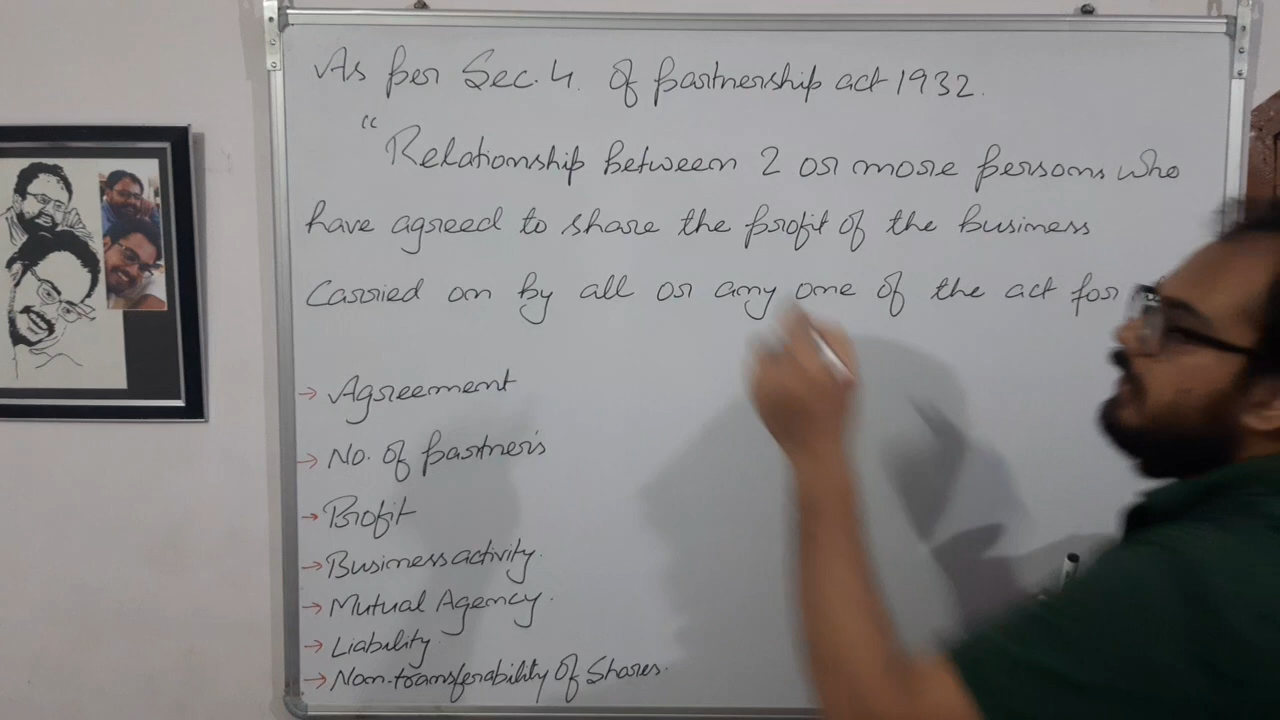 As per Sec. 4. of partnership act 1932.
"Relationship between 2 or more persons who
have agreed to share the profit of the business
Carried on by all or any one of the act for
→ Agreement
→ No. of partner's
→ Profit
→ Business activity.
→ Mutual Agency.
→ Liability
→ Non-transferability of Shares.